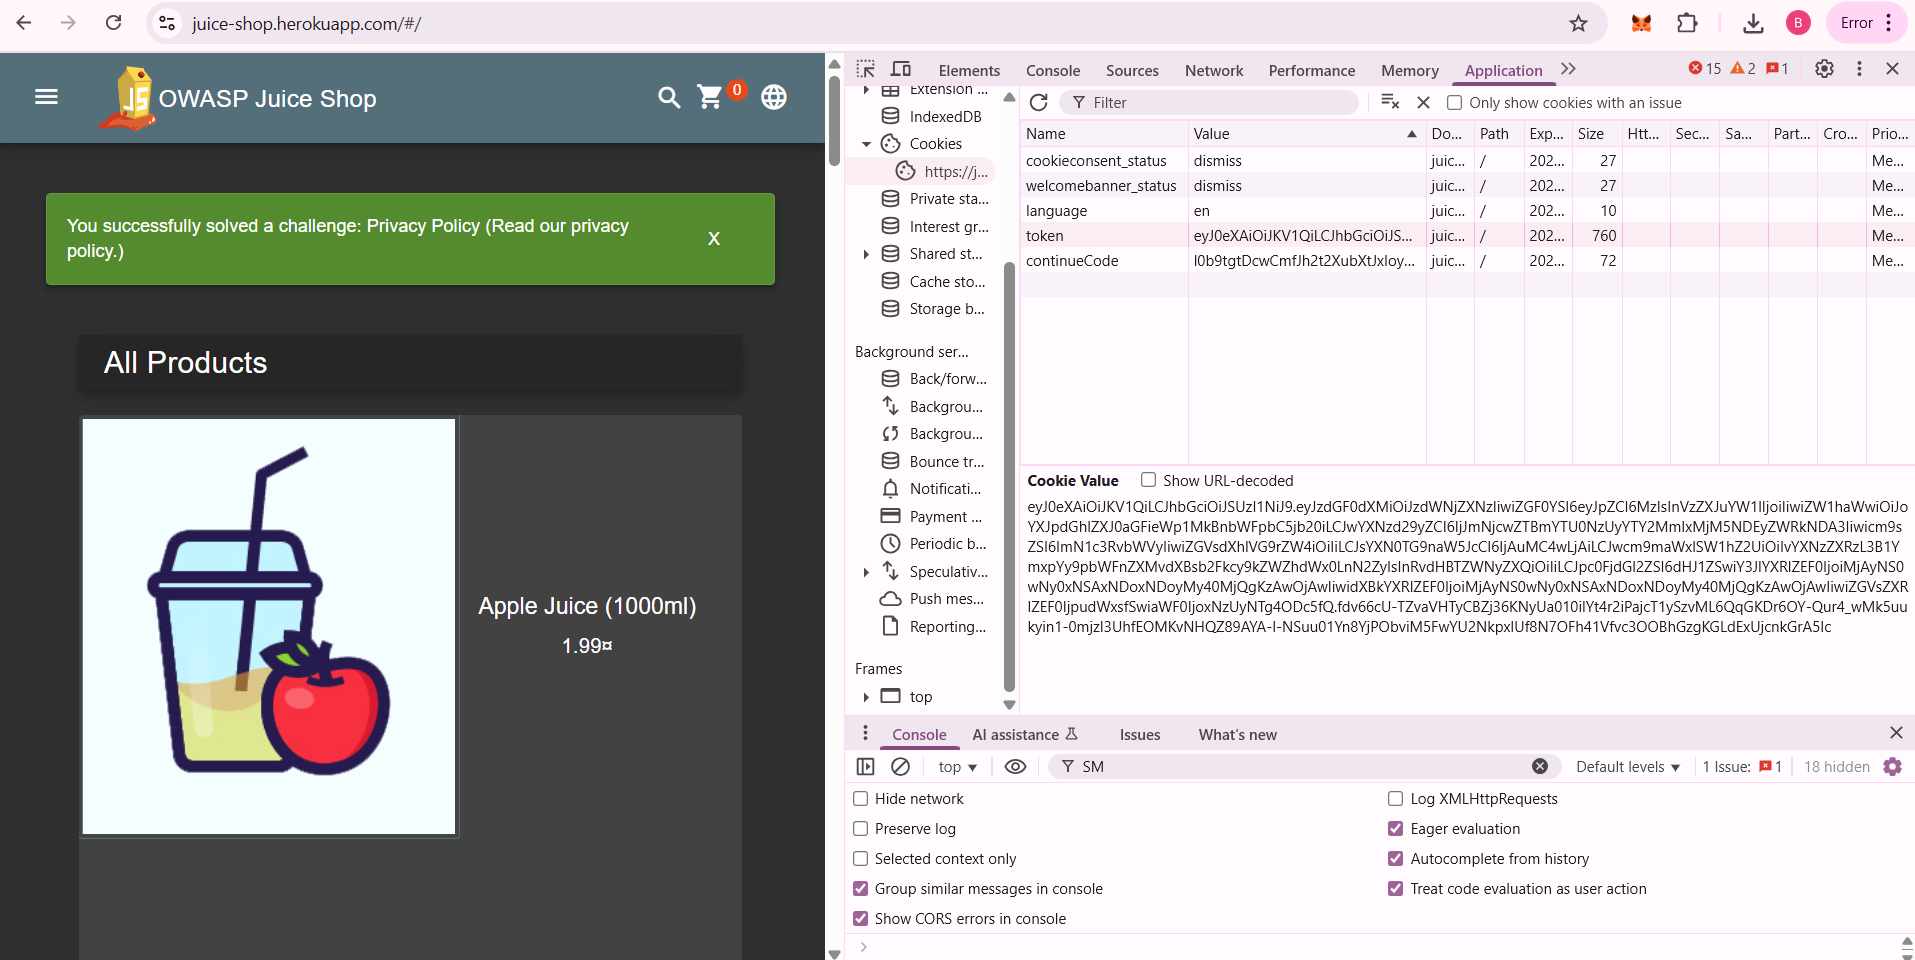 juice-shop.herokuapp.com/#/
B
Error
OWASP Juice Shop
0
You successfully solved a challenge: Privacy Policy (Read our privacy
policy.)
X
All Products
Apple Juice (1000ml)
1.99¤
Elements
Console
Sources
Network
Performance
Memory
Application
15
2
1
Extension ...
IndexedDB
Cookies
https://j...
Private sta...
Interest gr...
Shared st...
Cache sto...
Storage b...
Background ser...
Back/forw...
Backgrou...
Backgrou...
Bounce tr...
Notificati...
Payment ...
Periodic b...
Speculativ...
Push mes...
Reporting...
Frames
top
Filter
Only show cookies with an issue
Name Value Do... Path Exp... Size Htt... Sec... Sa... Part... Cro... Prio...
cookieconsent_status dismiss juic... / 202... 27 Me...
welcomebanner_status dismiss juic... / 202... 27 Me...
language en juic... / 202... 10 Me...
token eyJ0eXAiOiJKV1QiLCJhbGciOiJS... juic... / 202... 760 Me...
continueCode l0b9tgtDcwCmfJh2t2XubXtJxIoy... juic... / 202... 72 Me...
Cookie Value Show URL-decoded
Console
AI assistance
Issues
What's new
top
SM
Default levels
1 Issue: 1
18 hidden
Hide network
Log XMLHttpRequests
Preserve log
Eager evaluation
Selected context only
Autocomplete from history
Group similar messages in console
Treat code evaluation as user action
Show CORS errors in console